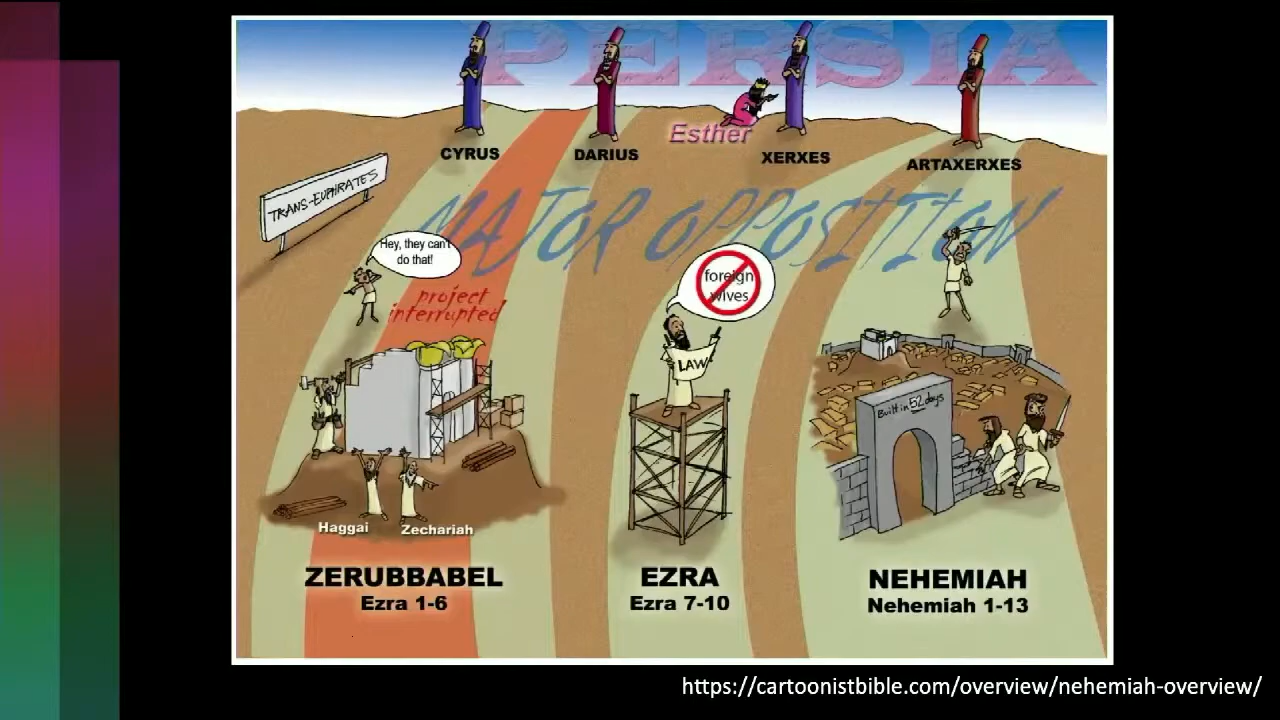 PERSIA
CYRUS
DARIUS
Esther
XERXES
ARTAXERXES
TRANS-EUPHRATES
MAJOR OPPOSITION
Hey, they can't
do that!
project
interrupted
foreign
wives
LAW
Built in 52 days
Haggai
Zechariah
ZERUBBABEL
Ezra 1-6
EZRA
Ezra 7-10
NEHEMIAH
Nehemiah 1-13
https://cartoonistbible.com/overview/nehemiah-overview/